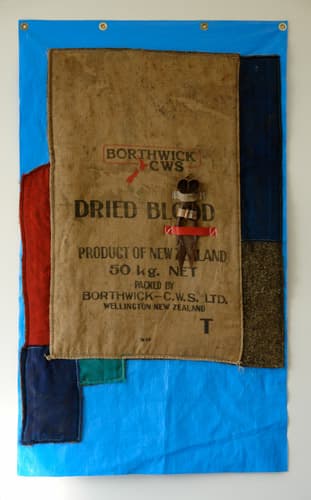 BORTHWICK
CWS
DRIED BLOOD
PRODUCT OF NEW ZEALAND
50 kg. NET
PACKED BY
BORTHWICK-C.W.S. LTD.
WELLINGTON NEW ZEALAND
T